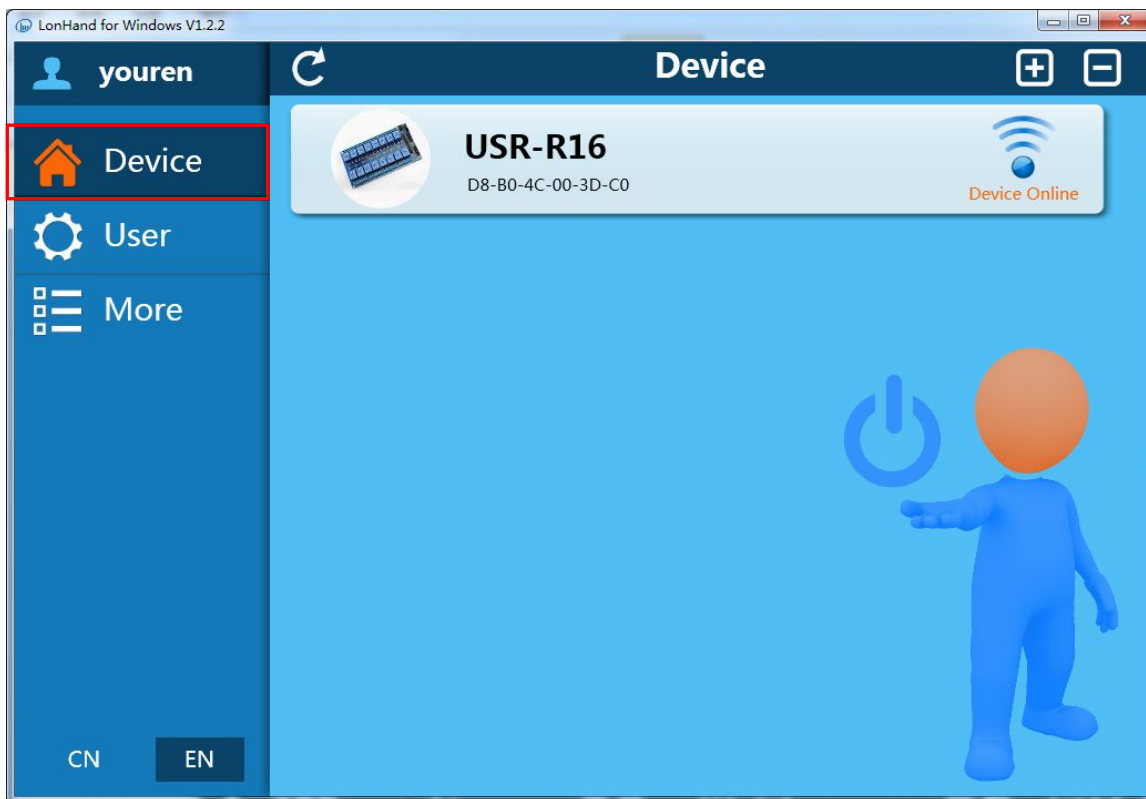 LonHand for Windows V1.2.2
youren
Device
Device
USR-R16
D8-B0-4C-00-3D-C0
Device Online
User
More
CN
EN